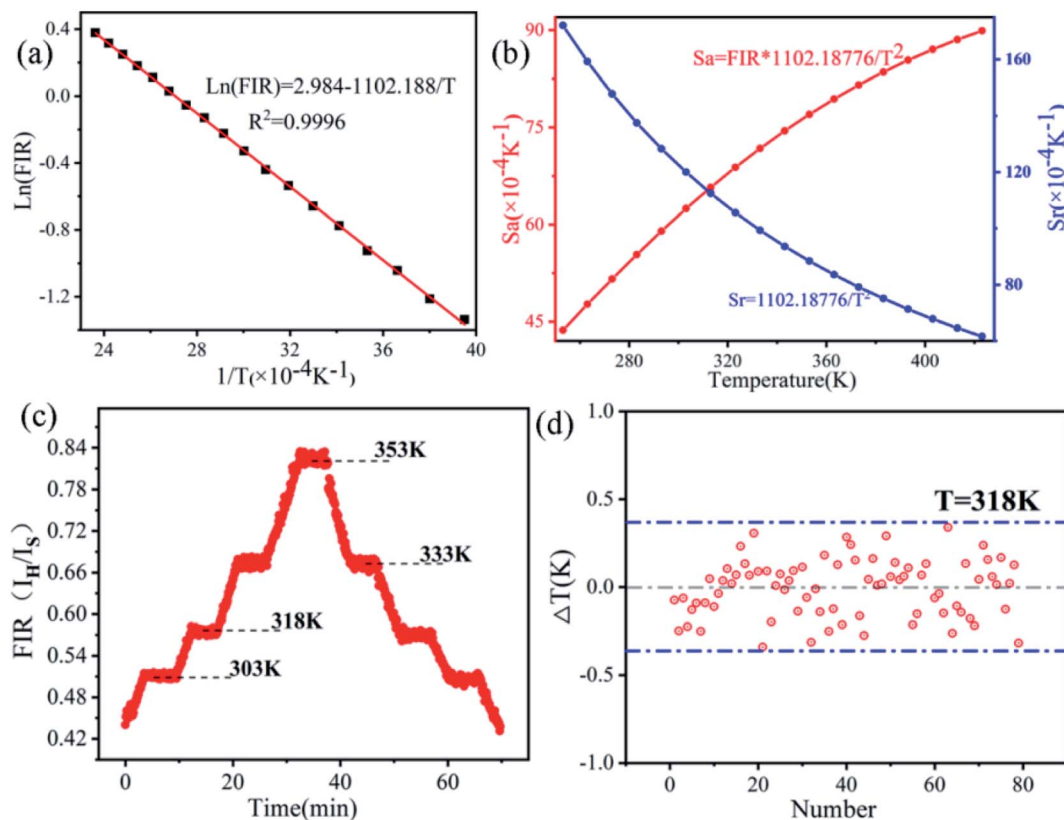 (a)
Ln(FIR)=2.984-1102.188/T
R²=0.9996
Ln(FIR)
0.4
0.0
-0.4
-0.8
-1.2
24
28
32
36
40
1/T(×10⁻⁴K⁻¹)
(b)
Sa=FIR*1102.18776/T²
Sr=1102.18776/T²
Sa(×10⁻⁴K⁻¹)
90
75
60
45
Sr(×10⁻⁴K⁻¹)
160
120
80
280
320
360
400
Temperature(K)
(c)
353K
333K
318K
303K
FIR (I_H/I_S)
0.84
0.78
0.72
0.66
0.60
0.54
0.48
0.42
0
20
40
60
Time(min)
(d)
T=318K
△T(K)
1.0
0.5
0.0
-0.5
-1.0
0
20
40
60
80
Number